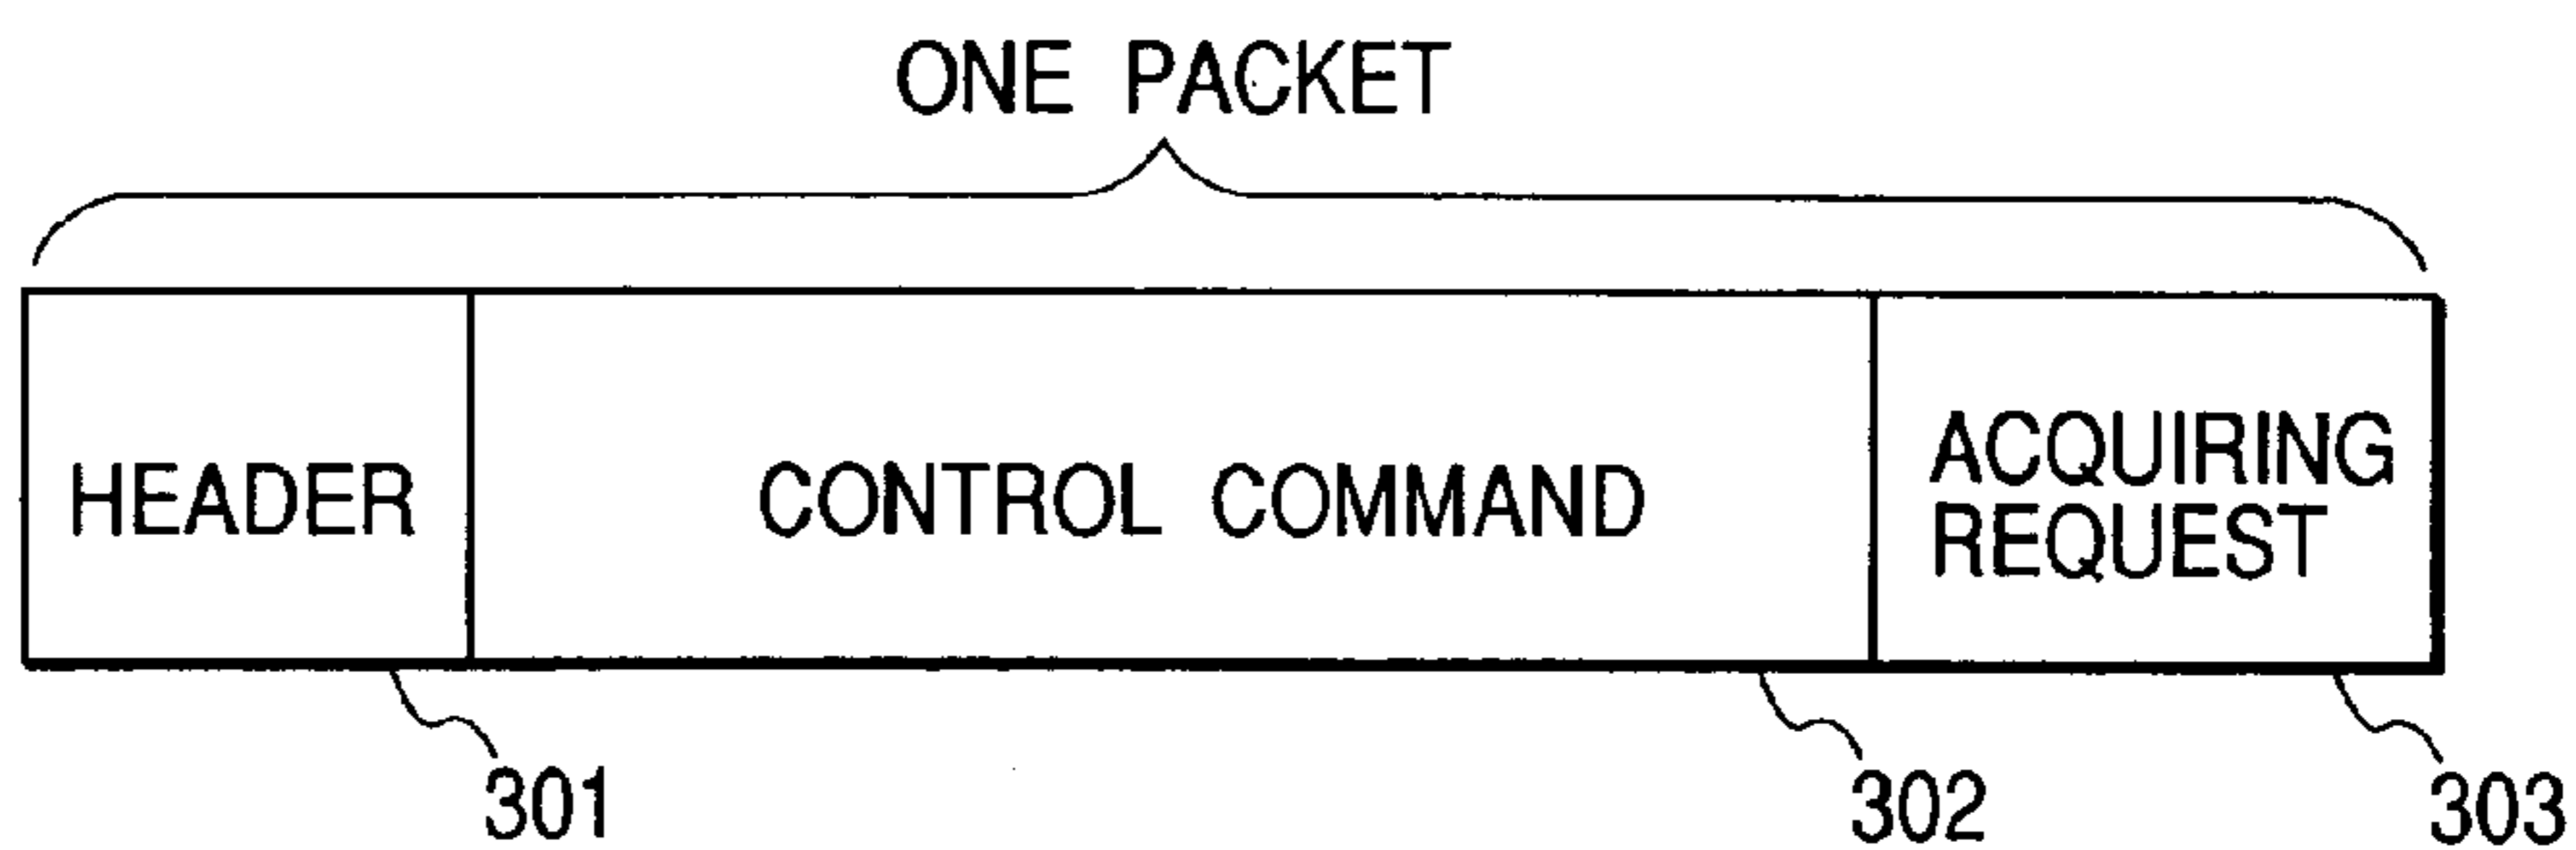 ONE PACKET
HEADER
CONTROL COMMAND
ACQUIRING
REQUEST
301
302
303